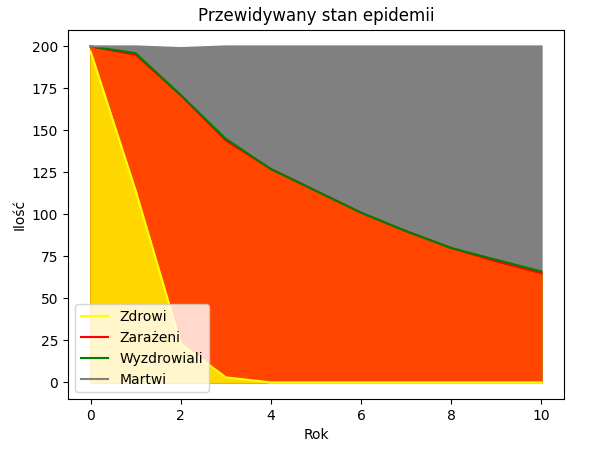 Przewidywany stan epidemii
Ilość
200
175
150
125
100
75
50
25
0
Zdrowi
Zarażeni
Wyzdrowiali
Martwi
0 2 4 6 8 10
Rok